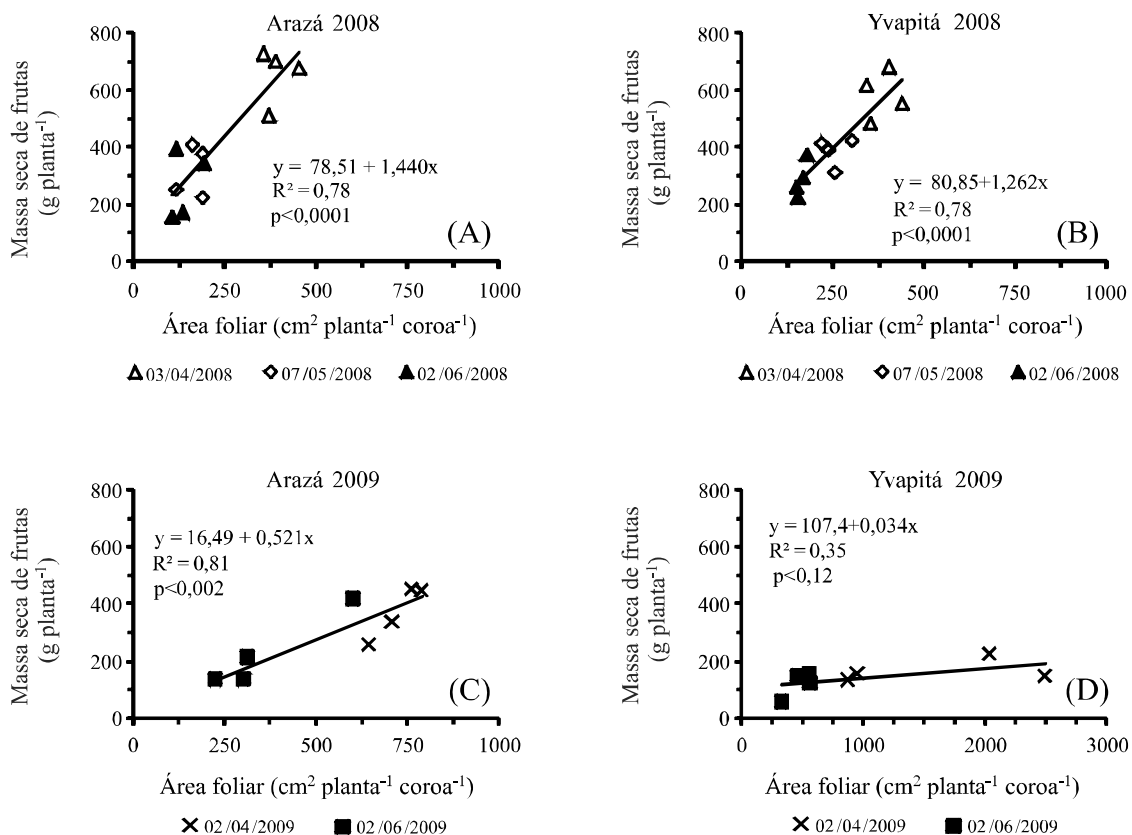 Arazá 2008
Massa seca de frutas
(g planta⁻¹)
800
600
400
200
0
y = 78,51 + 1,440x
R² = 0,78
p<0,0001
(A)
0 250 500 750 1000
Área foliar (cm² planta⁻¹ coroa⁻¹)
03/04/2008 07/05/2008 02/06/2008
Yvapitá 2008
Massa seca de frutas
(g planta⁻¹)
800
600
400
200
0
y = 80,85+1,262x
R² = 0,78
p<0,0001
(B)
0 250 500 750 1000
Área foliar (cm² planta⁻¹ coroa⁻¹)
03/04/2008 07/05/2008 02/06/2008
Arazá 2009
Massa seca de frutas
(g planta⁻¹)
800
600
400
200
0
y = 16,49 + 0,521x
R² = 0,81
p<0,002
(C)
0 250 500 750 1000
Área foliar (cm² planta⁻¹ coroa⁻¹)
02/04/2009 02/06/2009
Yvapitá 2009
Massa seca de frutas
(g planta⁻¹)
800
600
400
200
0
y = 107,4+0,034x
R² = 0,35
p<0,12
(D)
0 1000 2000 3000
Área foliar (cm² planta⁻¹ coroa⁻¹)
02/04/2009 02/06/2009